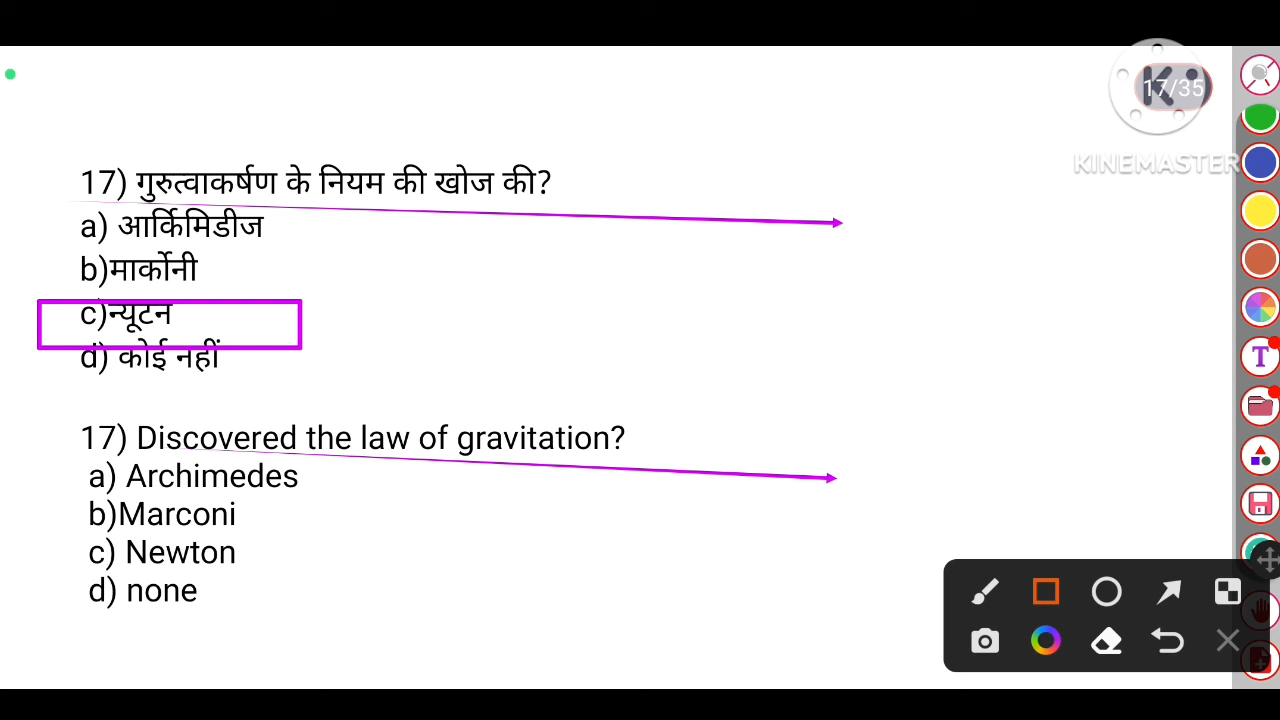 17/35
KINEMASTER
17) गुरुत्वाकर्षण के नियम की खोज की?
a) आर्किमिडीज
b)मार्कोनी
c)न्यूटन
d) कोई नहीं
17) Discovered the law of gravitation?
a) Archimedes
b)Marconi
c) Newton
d) none
T